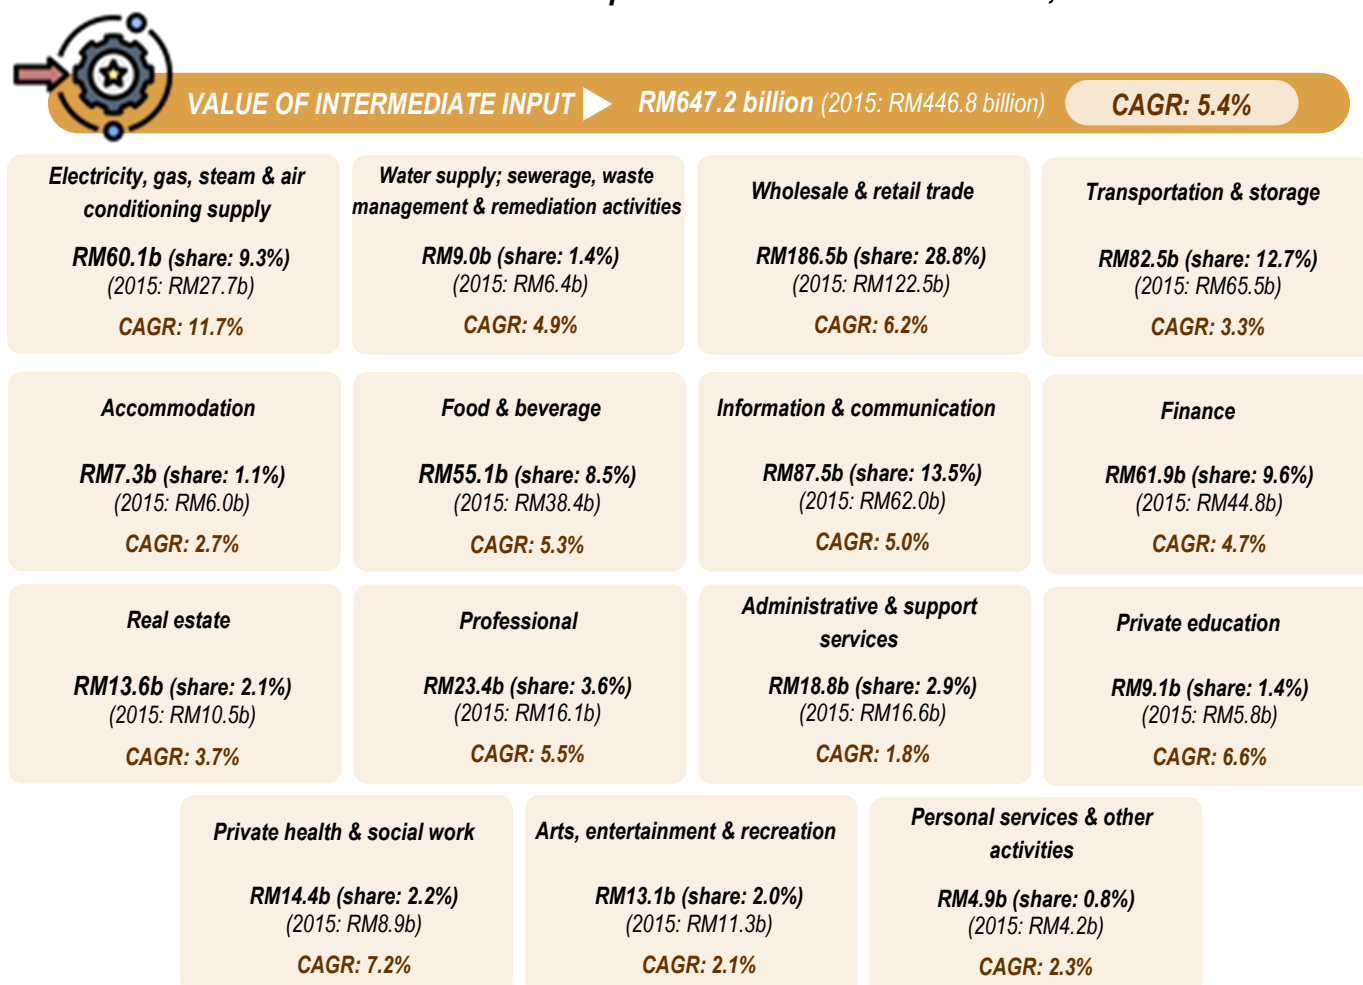 VALUE OF INTERMEDIATE INPUT RM647.2 billion (2015: RM446.8 billion) CAGR: 5.4%
Electricity, gas, steam & air
conditioning supply
RM60.1b (share: 9.3%)
(2015: RM27.7b)
CAGR: 11.7%
Water supply; sewerage, waste
management & remediation activities
RM9.0b (share: 1.4%)
(2015: RM6.4b)
CAGR: 4.9%
Wholesale & retail trade
RM186.5b (share: 28.8%)
(2015: RM122.5b)
CAGR: 6.2%
Transportation & storage
RM82.5b (share: 12.7%)
(2015: RM65.5b)
CAGR: 3.3%
Accommodation
RM7.3b (share: 1.1%)
(2015: RM6.0b)
CAGR: 2.7%
Food & beverage
RM55.1b (share: 8.5%)
(2015: RM38.4b)
CAGR: 5.3%
Information & communication
RM87.5b (share: 13.5%)
(2015: RM62.0b)
CAGR: 5.0%
Finance
RM61.9b (share: 9.6%)
(2015: RM44.8b)
CAGR: 4.7%
Real estate
RM13.6b (share: 2.1%)
(2015: RM10.5b)
CAGR: 3.7%
Professional
RM23.4b (share: 3.6%)
(2015: RM16.1b)
CAGR: 5.5%
Administrative & support
services
RM18.8b (share: 2.9%)
(2015: RM16.6b)
CAGR: 1.8%
Private education
RM9.1b (share: 1.4%)
(2015: RM5.8b)
CAGR: 6.6%
Private health & social work
RM14.4b (share: 2.2%)
(2015: RM8.9b)
CAGR: 7.2%
Arts, entertainment & recreation
RM13.1b (share: 2.0%)
(2015: RM11.3b)
CAGR: 2.1%
Personal services & other
activities
RM4.9b (share: 0.8%)
(2015: RM4.2b)
CAGR: 2.3%